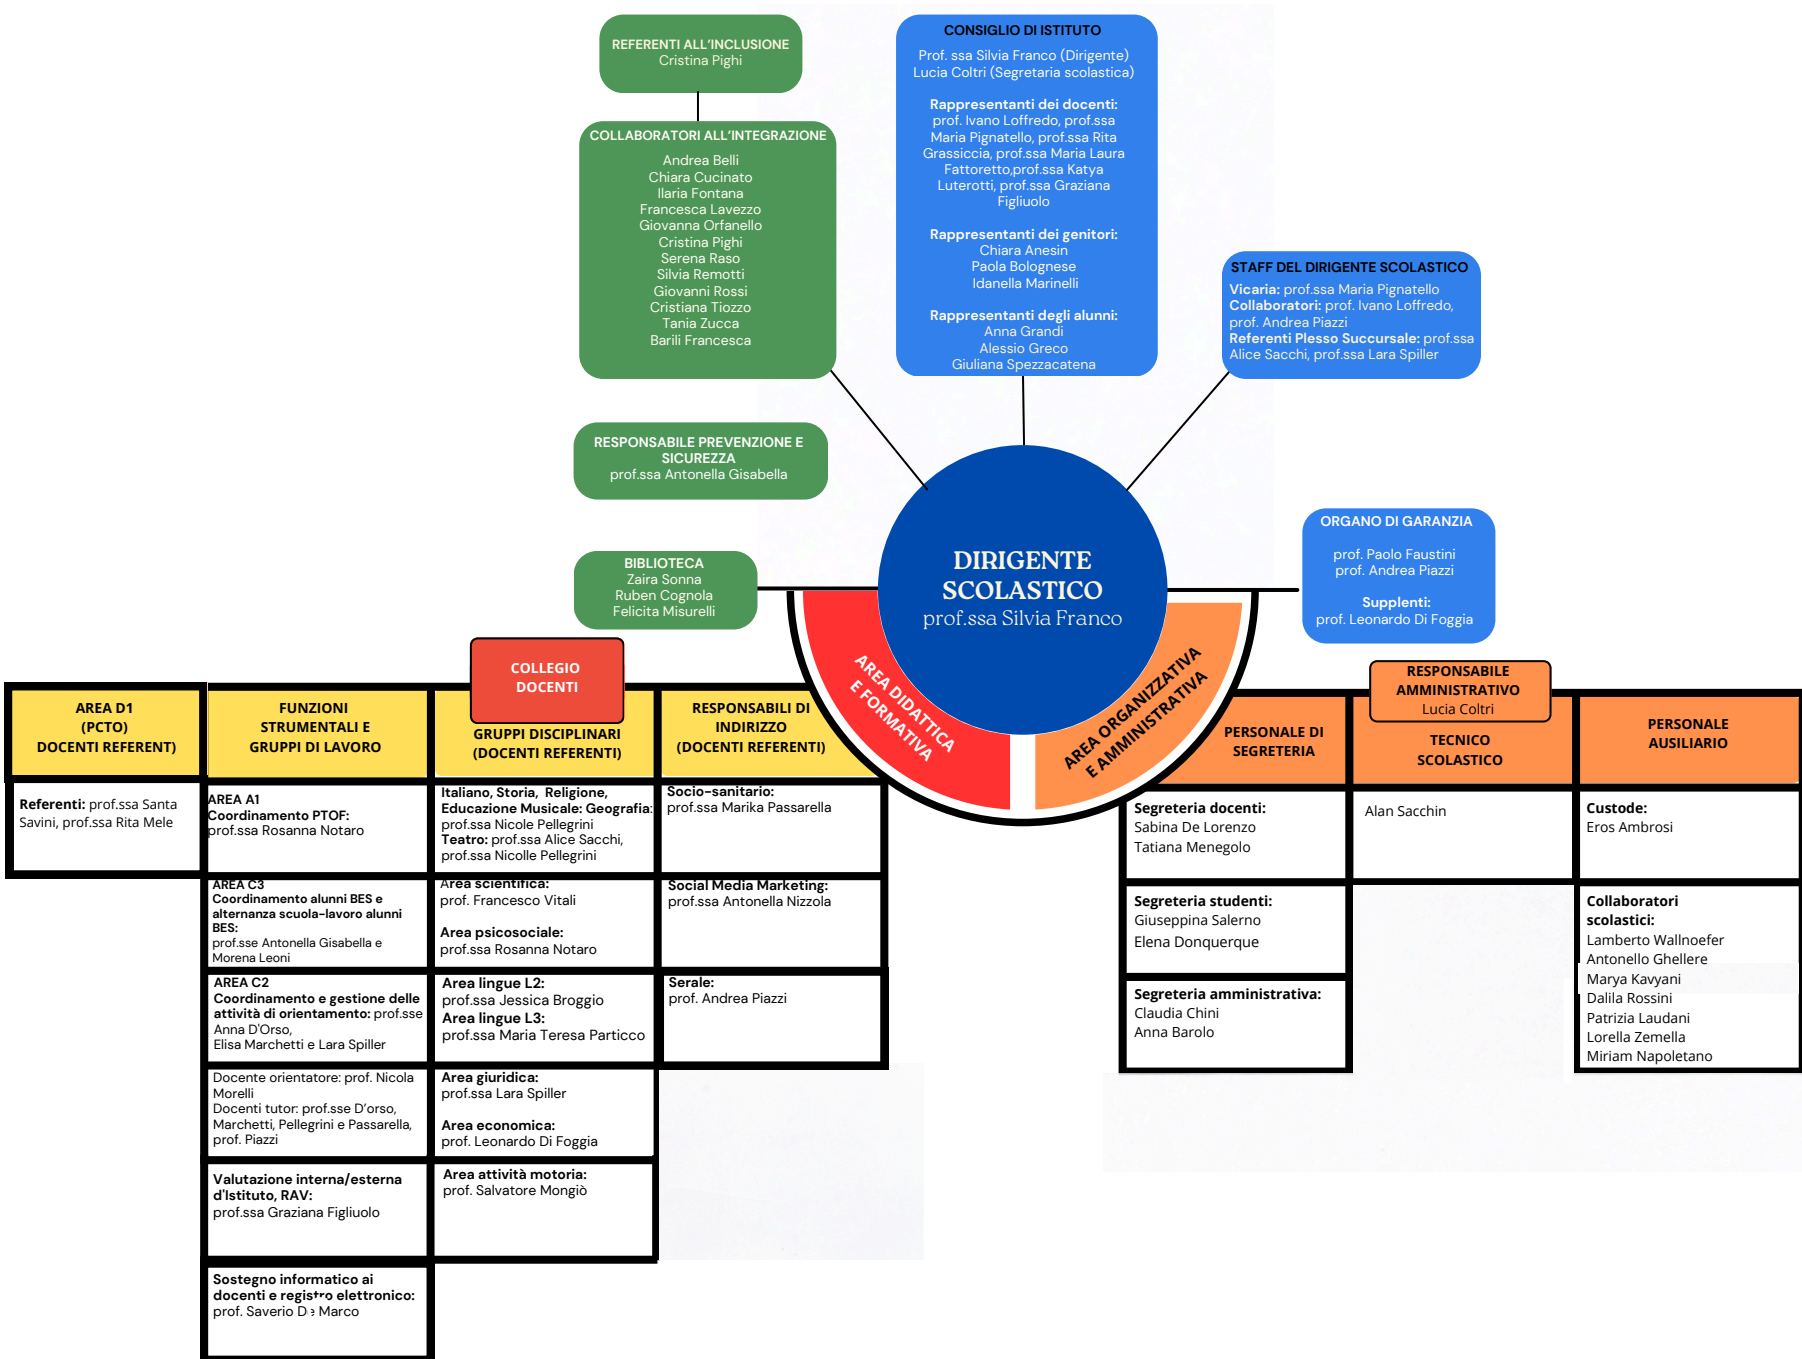 REFERENTI ALL'INCLUSIONE
Cristina Pighi
COLLABORATORI ALL'INTEGRAZIONE
Andrea Belli
Chiara Cucinato
Ilaria Fontana
Francesca Lavezzo
Giovanna Orfanello
Cristina Pighi
Serena Raso
Silvia Remotti
Giovanni Rossi
Cristiana Tiozzo
Tania Zucca
Barili Francesca
CONSIGLIO DI ISTITUTO
Prof. ssa Silvia Franco (Dirigente)
Lucia Coltri (Segretaria scolastica)
Rappresentanti dei docenti:
prof. Ivano Loffredo, prof.ssa
Maria Pignatello, prof.ssa Rita
Grassiccia, prof.ssa Maria Laura
Fattoretto,prof.ssa Katya
Luterotti, prof.ssa Graziana
Figliuolo
Rappresentanti dei genitori:
Chiara Anesin
Paola Bolognese
Idanella Marinelli
Rappresentanti degli alunni:
Anna Grandi
Alessio Greco
Giuliana Spezzacatena
STAFF DEL DIRIGENTE SCOLASTICO
Vicaria: prof.ssa Maria Pignatello
Collaboratori: prof. Ivano Loffredo,
prof. Andrea Piazzi
Referenti Plesso Succursale: prof.ssa
Alice Sacchi, prof.ssa Lara Spiller
RESPONSABILE PREVENZIONE E
SICUREZZA
prof.ssa Antonella Gisabella
BIBLIOTECA
Zaira Sonna
Ruben Cognola
Felicita Misurelli
DIRIGENTE
SCOLASTICO
prof.ssa Silvia Franco
ORGANO DI GARANZIA
prof. Paolo Faustini
prof. Andrea Piazzi
Supplenti:
prof. Leonardo Di Foggia
AREA DIDATTICA
E FORMATIVA
AREA ORGANIZZATIVA
E AMMINISTRATIVA
COLLEGIO
DOCENTI
AREA D1
(PCTO)
DOCENTI REFERENT)
Referenti: prof.ssa Santa
Savini, prof.ssa Rita Mele
FUNZIONI
STRUMENTALI E
GRUPPI DI LAVORO
AREA A1
Coordinamento PTOF:
prof.ssa Rosanna Notaro
AREA C3
Coordinamento alunni BES e
alternanza scuola-lavoro alunni
BES:
prof.sse Antonella Gisabella e
Morena Leoni
AREA C2
Coordinamento e gestione delle
attività di orientamento: prof.sse
Anna D'Orso,
Elisa Marchetti e Lara Spiller
Docente orientatore: prof. Nicola
Morelli
Docenti tutor: prof.sse D'orso,
Marchetti, Pellegrini e Passarella,
prof. Piazzi
Valutazione interna/esterna
d'Istituto, RAV:
prof.ssa Graziana Figliuolo
Sostegno informatico ai
docenti e registro elettronico:
prof. Saverio De Marco
GRUPPI DISCIPLINARI
(DOCENTI REFERENTI)
Italiano, Storia, Religione,
Educazione Musicale: Geografia:
prof.ssa Nicole Pellegrini
Teatro: prof.ssa Alice Sacchi,
prof.ssa Nicolle Pellegrini
Area scientifica:
prof. Francesco Vitali
Area psicosociale:
prof.ssa Rosanna Notaro
Area lingue L2:
prof.ssa Jessica Broggio
Area lingue L3:
prof.ssa Maria Teresa Particco
Area giuridica:
prof.ssa Lara Spiller
Area economica:
prof. Leonardo Di Foggia
Area attività motoria:
prof. Salvatore Mongiò
RESPONSABILI DI
INDIRIZZO
(DOCENTI REFERENTI)
Socio-sanitario:
prof.ssa Marika Passarella
Social Media Marketing:
prof.ssa Antonella Nizzola
Serale:
prof. Andrea Piazzi
RESPONSABILE
AMMINISTRATIVO
Lucia Coltri
PERSONALE DI
SEGRETERIA
Segreteria docenti:
Sabina De Lorenzo
Tatiana Menegolo
Segreteria studenti:
Giuseppina Salerno
Elena Donquerque
Segreteria amministrativa:
Claudia Chini
Anna Barolo
TECNICO
SCOLASTICO
Alan Sacchin
PERSONALE
AUSILIARIO
Custode:
Eros Ambrosi
Collaboratori
scolastici:
Lamberto Wallnoefer
Antonello Ghellere
Marya Kavyani
Dalila Rossini
Patrizia Laudani
Lorella Zemella
Miriam Napoletano